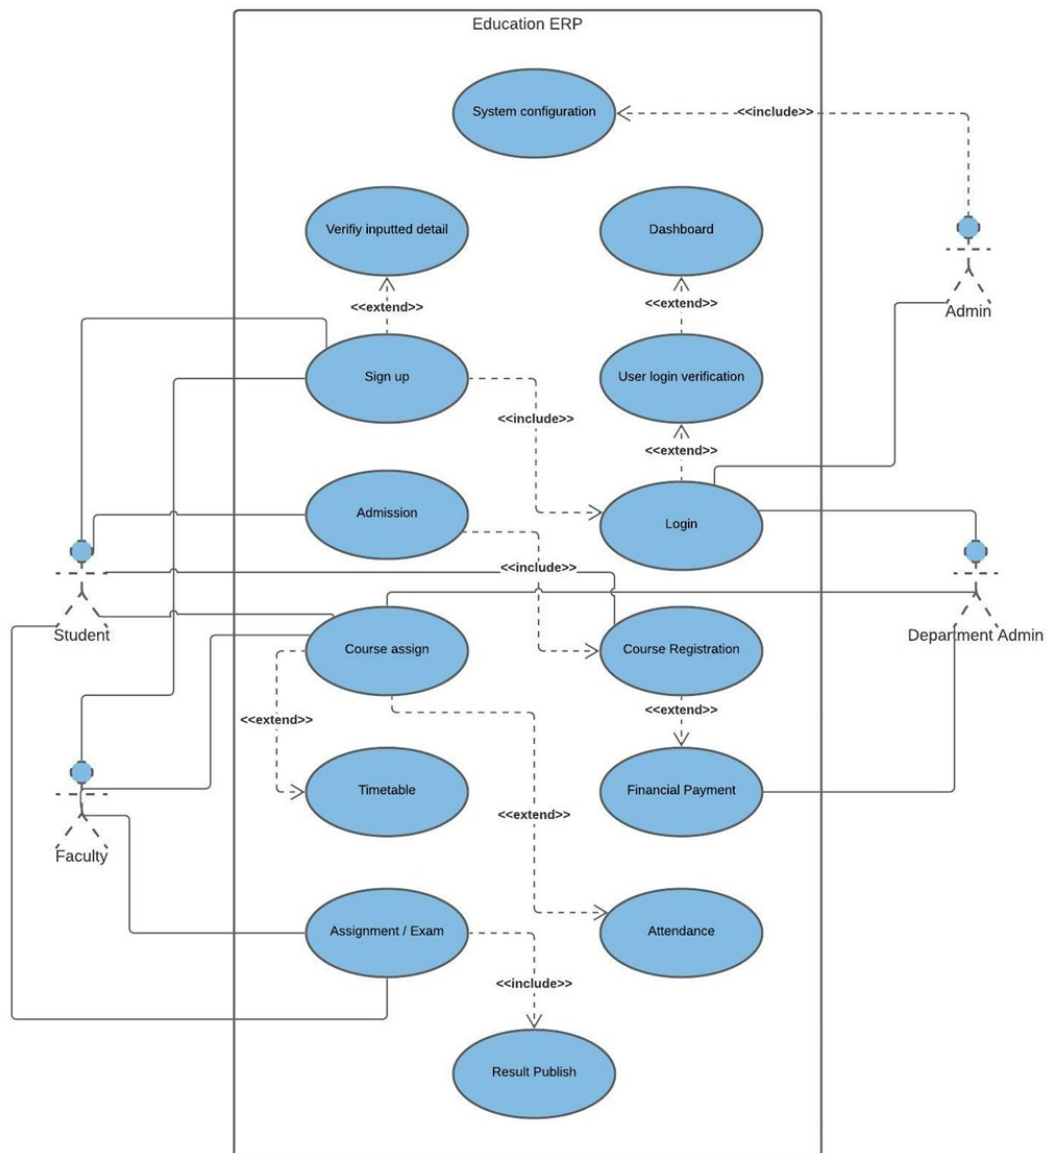 Education ERP
System configuration
<<include>>
Verifiy inputted detail
Dashboard
<<extend>>
<<extend>>
Admin
Sign up
User login verification
<<include>>
<<extend>>
Admission
Login
<<include>>
Student
Course assign
Course Registration
Department Admin
<<extend>>
<<extend>>
Timetable
Financial Payment
<<extend>>
Faculty
Assignment / Exam
Attendance
<<include>>
Result Publish